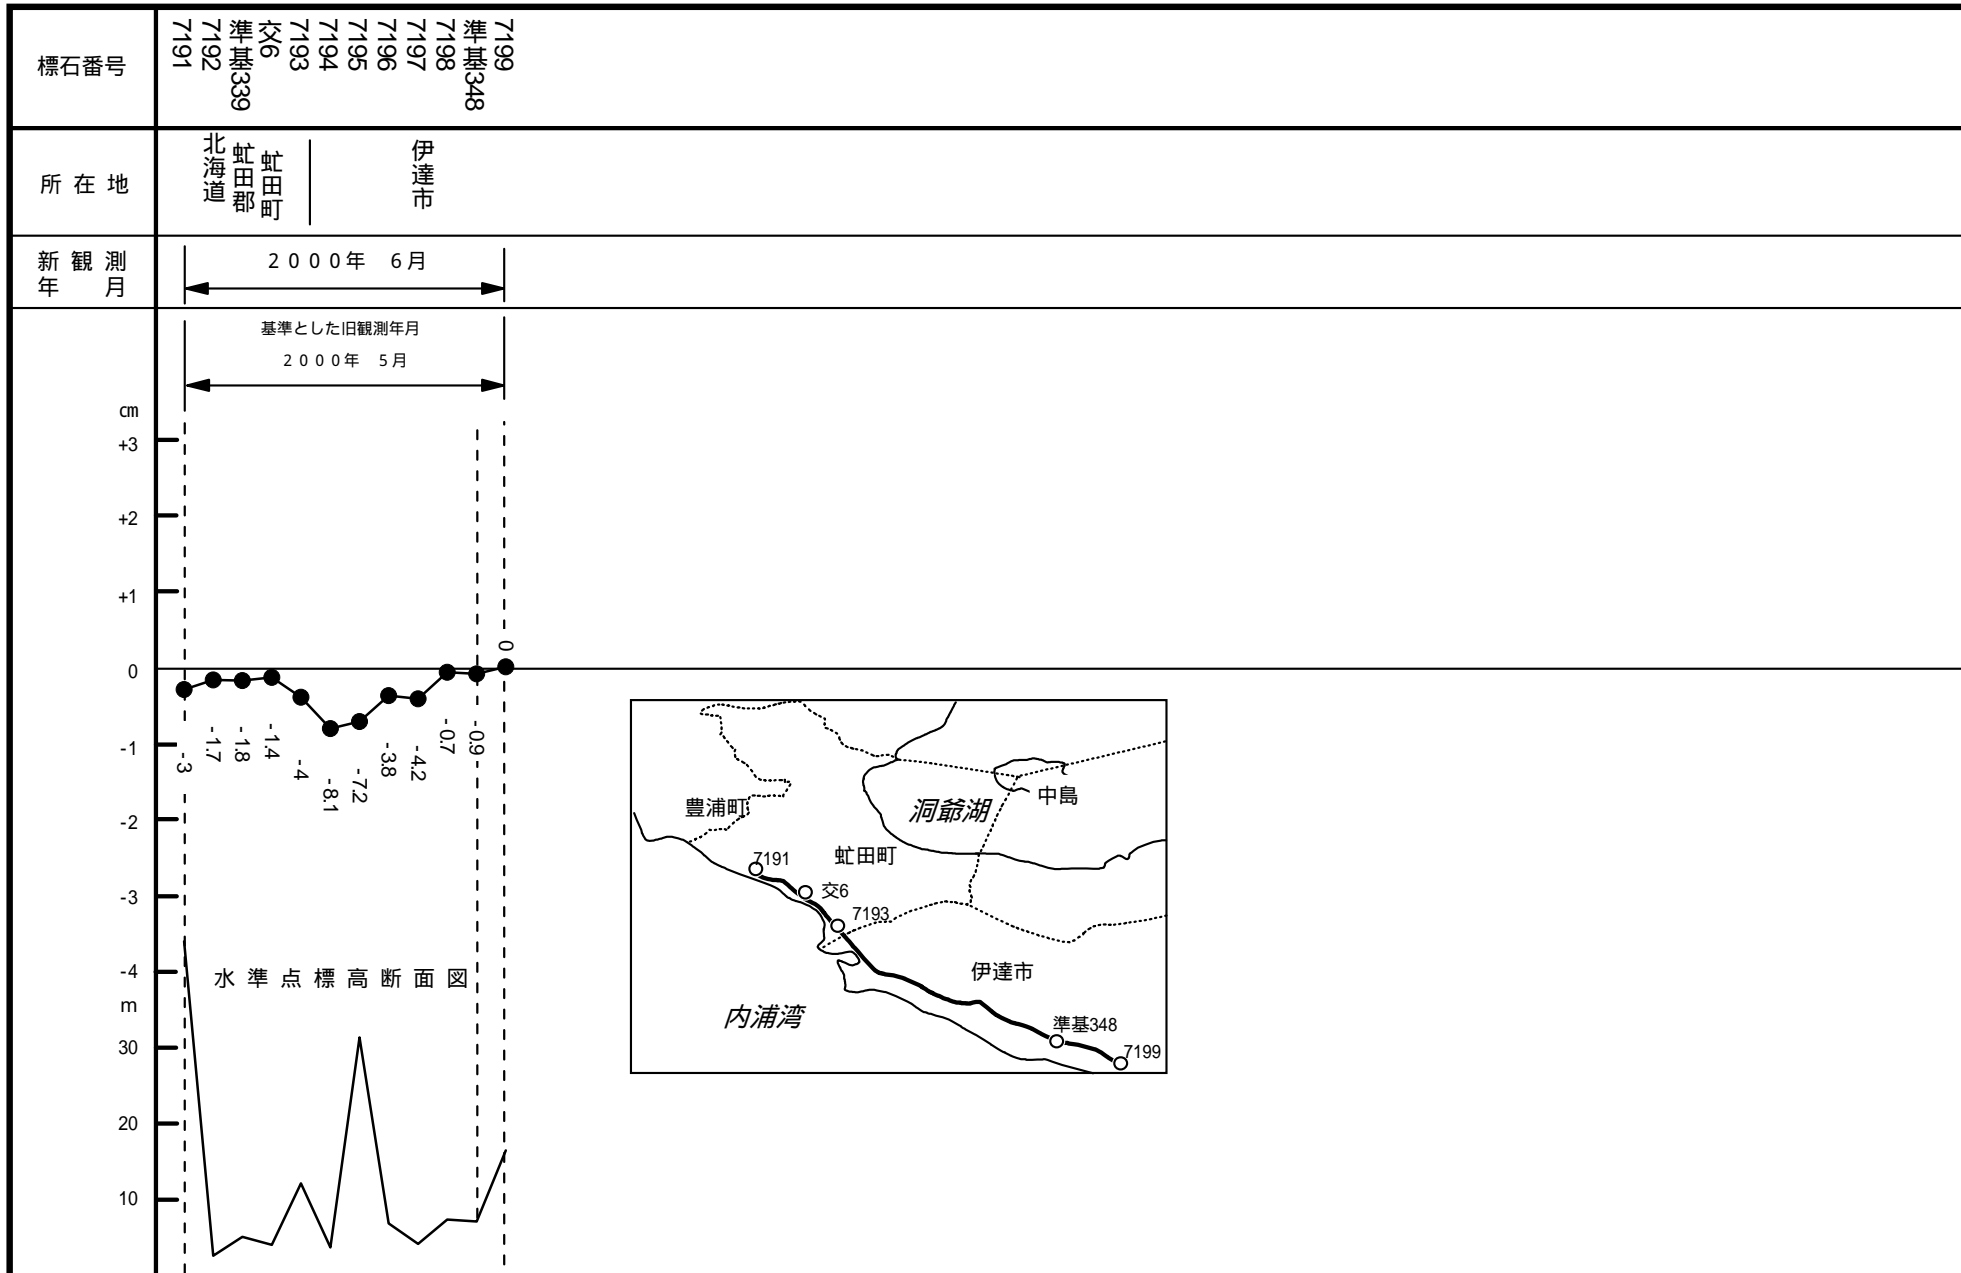 標石番号
7191
7192
準基339
交6
7193
7194
7195
7196
7197
7198
準基348
7199
所在地
北海道
虻田郡
虻田町
伊達市
新観測
年 月
2000年 6月
基準とした旧観測年月
2000年 5月
cm
+3
+2
+1
0
-1
-2
-3
-4
m
30
20
10
-3
-1.7
-1.8
-1.4
-4
-8.1
-7.2
-3.8
-4.2
-0.7
-0.9
0
水準点標高断面図
豊浦町
洞爺湖
中島
虻田町
7191
交6
7193
伊達市
内浦湾
準基348
7199